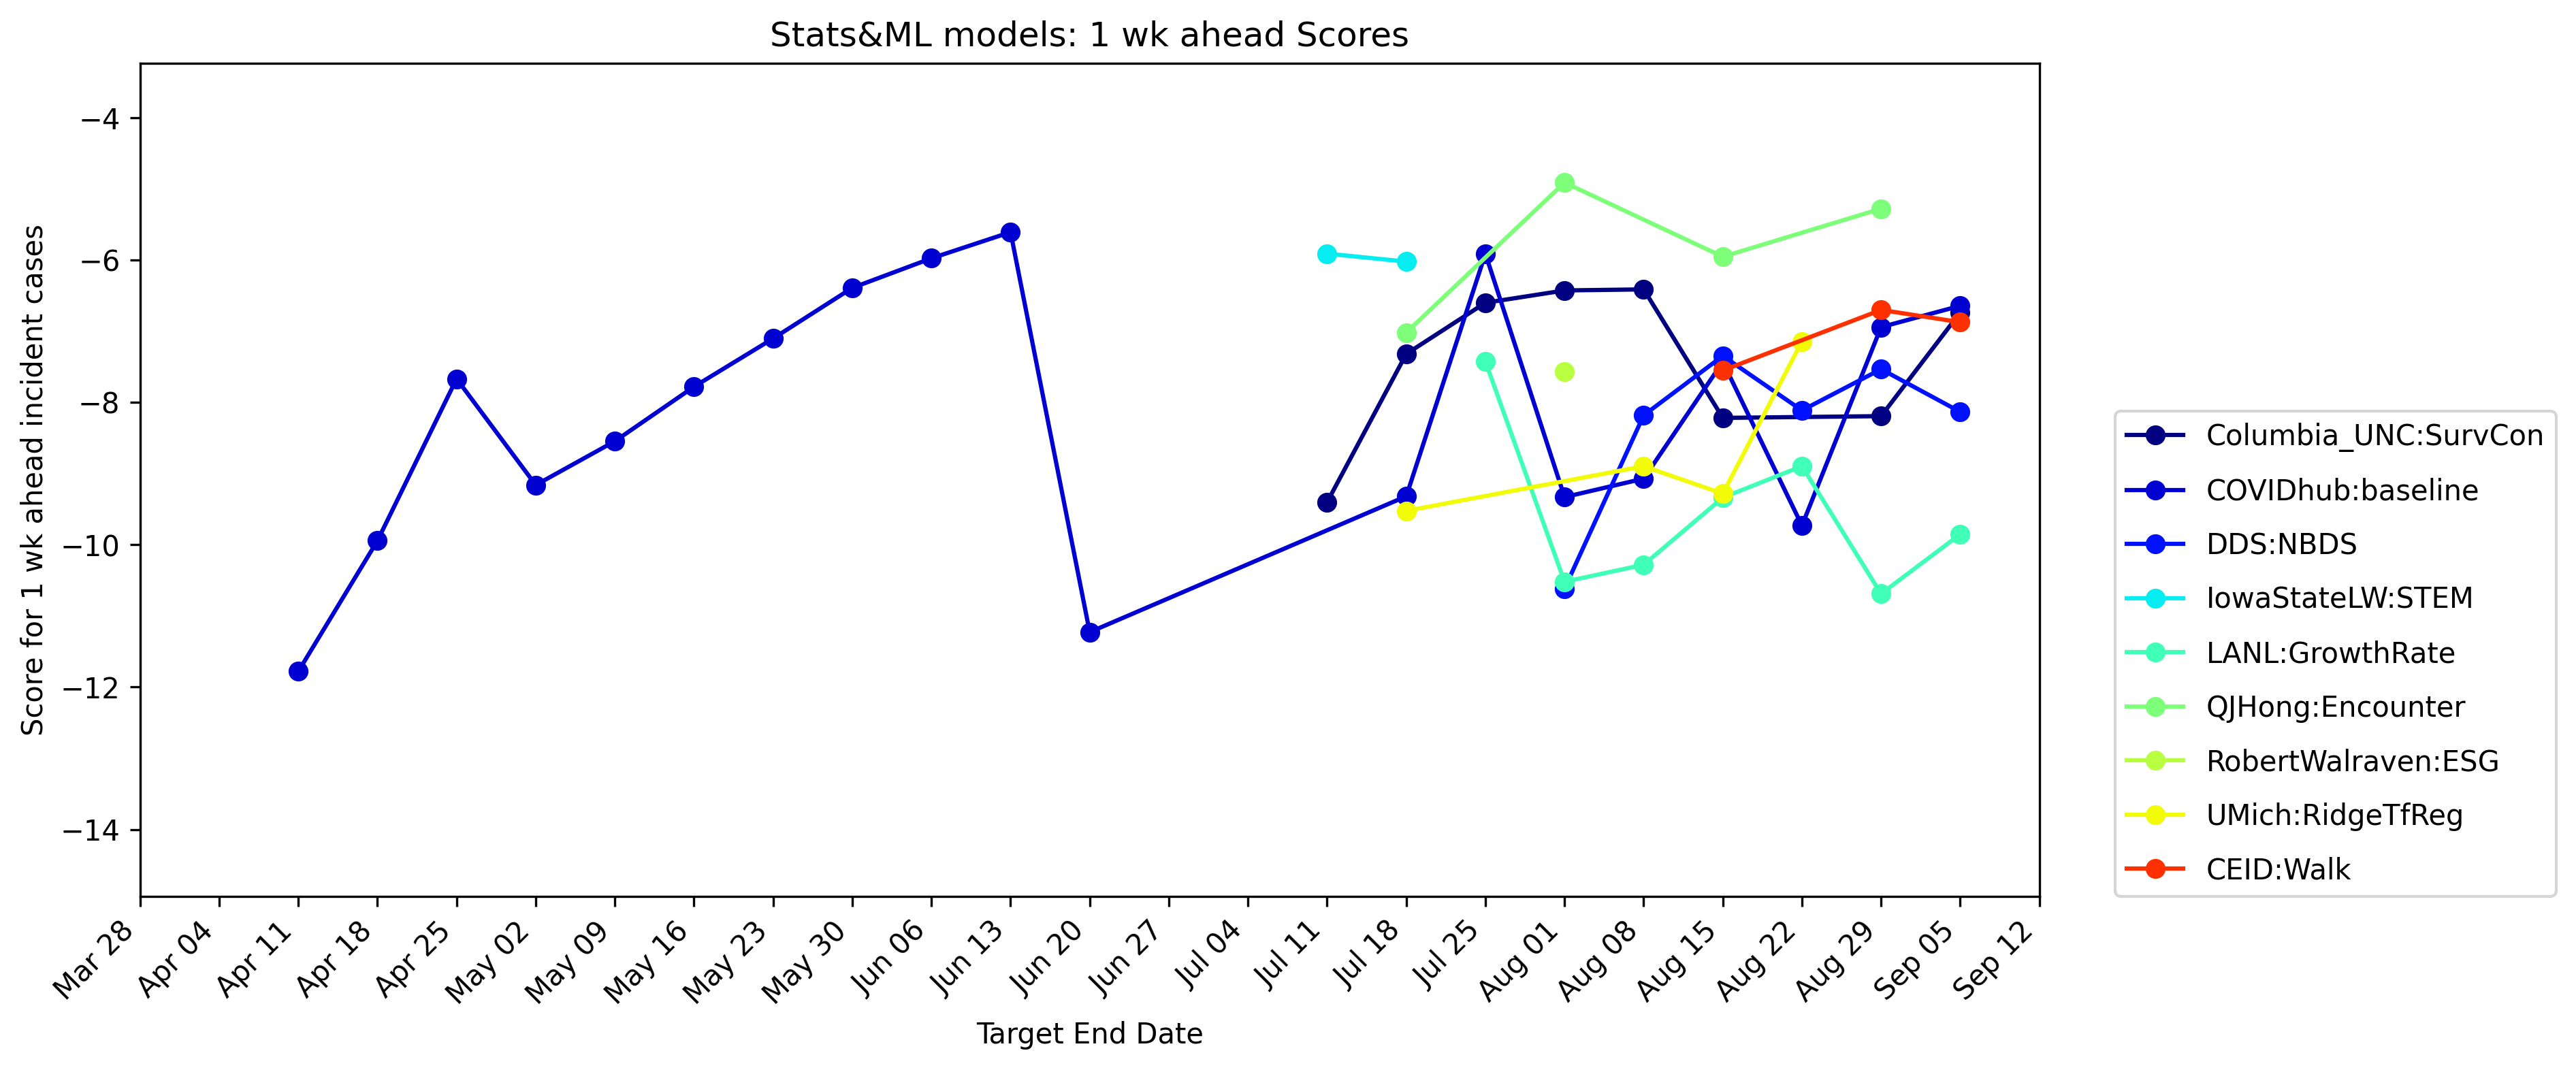 Stats&ML models: 1 wk ahead Scores
Score for 1 wk ahead incident cases
−4
−6
−8
−10
−12
−14
Mar 28
Apr 04
Apr 11
Apr 18
Apr 25
May 02
May 09
May 16
May 23
May 30
Jun 06
Jun 13
Jun 20
Jun 27
Jul 04
Jul 11
Jul 18
Jul 25
Aug 01
Aug 08
Aug 15
Aug 22
Aug 29
Sep 05
Sep 12
Target End Date
Columbia_UNC:SurvCon
COVIDhub:baseline
DDS:NBDS
IowaStateLW:STEM
LANL:GrowthRate
QJHong:Encounter
RobertWalraven:ESG
UMich:RidgeTfReg
CEID:Walk